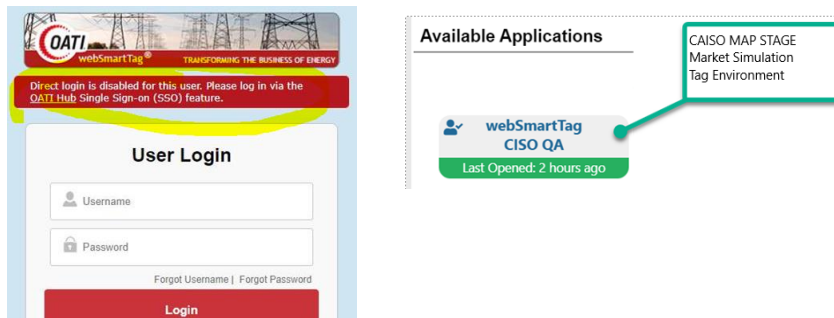 OATI
webSmartTag®
TRANSFORMING THE BUSINESS OF ENERGY
Direct login is disabled for this user. Please log in via the
OATI Hub Single Sign-on (SSO) feature.
User Login
Username
Password
Forgot Username | Forgot Password
Login
Available Applications
webSmartTag
CISO QA
Last Opened: 2 hours ago
CAISO MAP STAGE
Market Simulation
Tag Environment